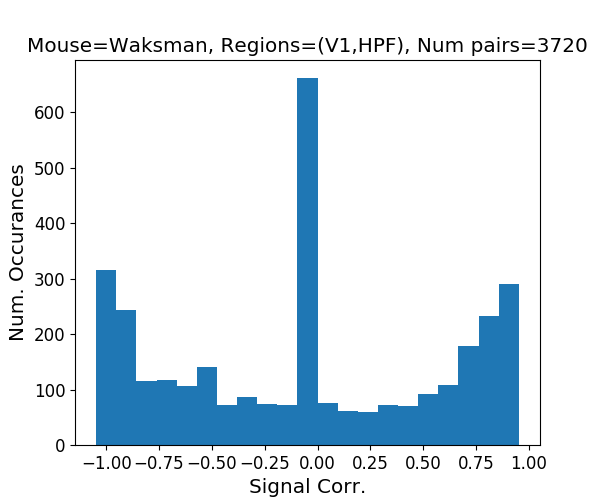 Mouse=Waksman, Regions=(V1,HPF), Num pairs=3720
Num. Occurances
600
500
400
300
200
100
0
−1.00 −0.75 −0.50 −0.25 0.00 0.25 0.50 0.75 1.00
Signal Corr.